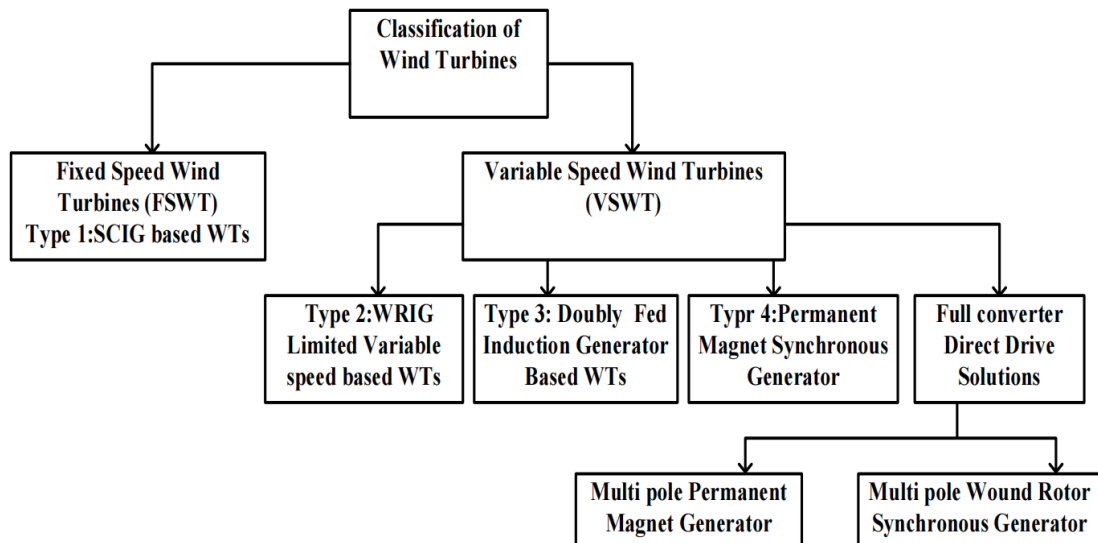 Classification of
Wind Turbines
Fixed Speed Wind
Turbines (FSWT)
Type 1:SCIG based WTs
Variable Speed Wind Turbines
(VSWT)
Type 2:WRIG
Limited Variable
speed based WTs
Type 3: Doubly Fed
Induction Generator
Based WTs
Typr 4:Permanent
Magnet Synchronous
Generator
Full converter
Direct Drive
Solutions
Multi pole Permanent
Magnet Generator
Multi pole Wound Rotor
Synchronous Generator